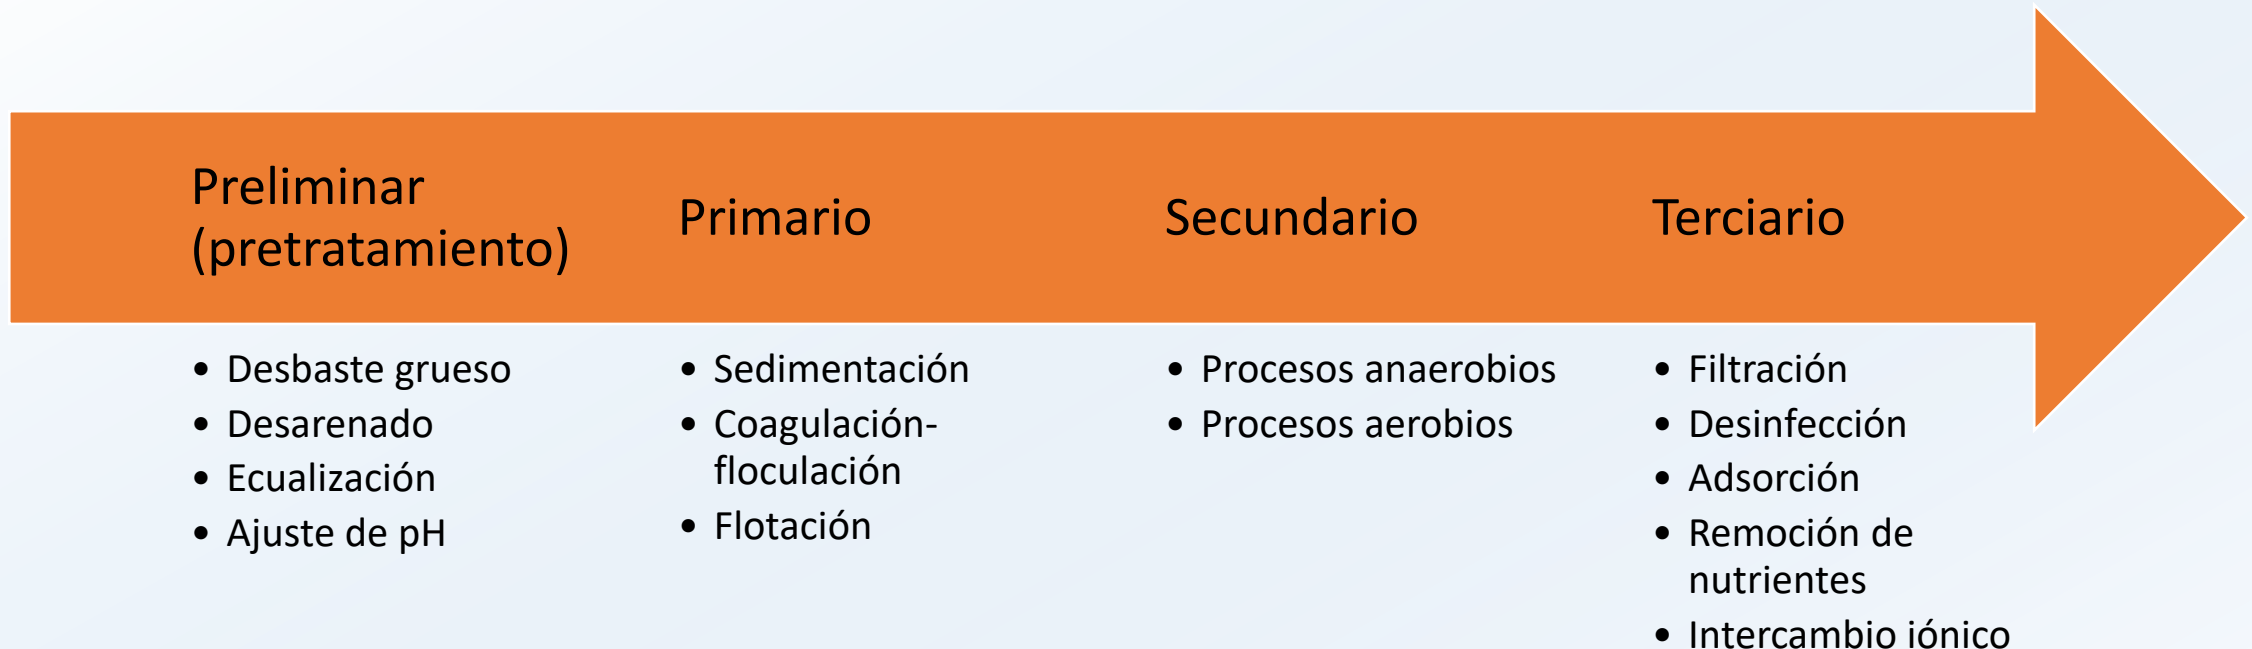 Preliminar
(pretratamiento)
• Desbaste grueso
• Desarenado
• Ecualización
• Ajuste de pH
Primario
• Sedimentación
• Coagulación-
floculación
• Flotación
Secundario
• Procesos anaerobios
• Procesos aerobios
Terciario
• Filtración
• Desinfección
• Adsorción
• Remoción de
nutrientes
• Intercambio iónico